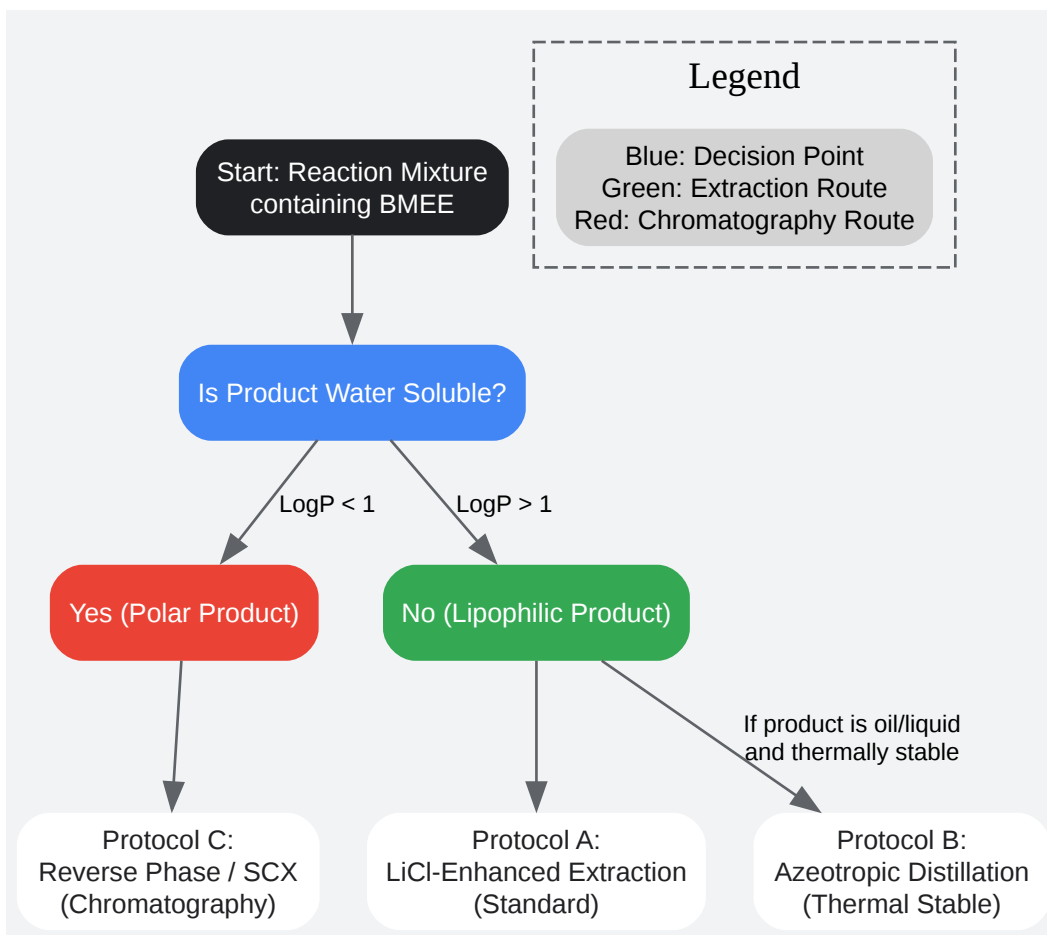 Legend
Blue: Decision Point
Green: Extraction Route
Red: Chromatography Route
Start: Reaction Mixture
containing BMEE
Is Product Water Soluble?
LogP < 1
LogP > 1
Yes (Polar Product)
No (Lipophilic Product)
If product is oil/liquid
and thermally stable
Protocol C:
Reverse Phase / SCX
(Chromatography)
Protocol A:
LiCl-Enhanced Extraction
(Standard)
Protocol B:
Azeotropic Distillation
(Thermal Stable)